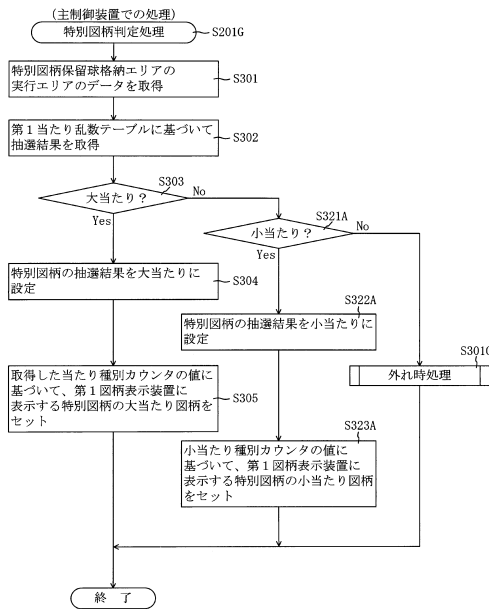 (主制御装置での処理)
特別図柄判定処理
S201G
特別図柄保留球格納エリアの
実行エリアのデータを取得
S301
第1当たり乱数テーブルに基づいて
抽選結果を取得
S302
大当たり?
S303
No
Yes
小当たり?
S321A
No
Yes
特別図柄の抽選結果を大当たりに
設定
S304
特別図柄の抽選結果を小当たりに
設定
S322A
外れ時処理
取得した当たり種別カウンタの値に
基づいて、第1図柄表示装置に
表示する特別図柄の大当たり図柄を
セット
S305
小当たり種別カウンタの値に
基づいて、第1図柄表示装置に
表示する特別図柄の小当たり図柄
をセット
S323A
終 了